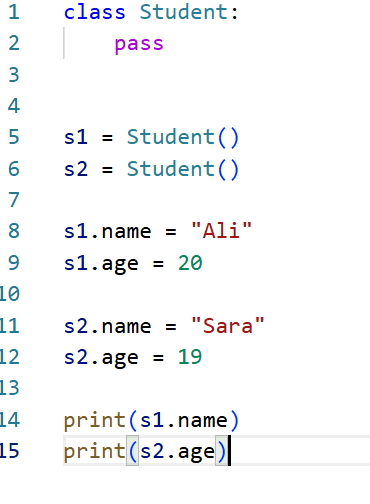 1 class Student:
2     pass
3
4
5 s1 = Student()
6 s2 = Student()
7
8 s1.name = "Ali"
9 s1.age = 20
10
11 s2.name = "Sara"
12 s2.age = 19
13
14 print(s1.name)
15 print(s2.age)